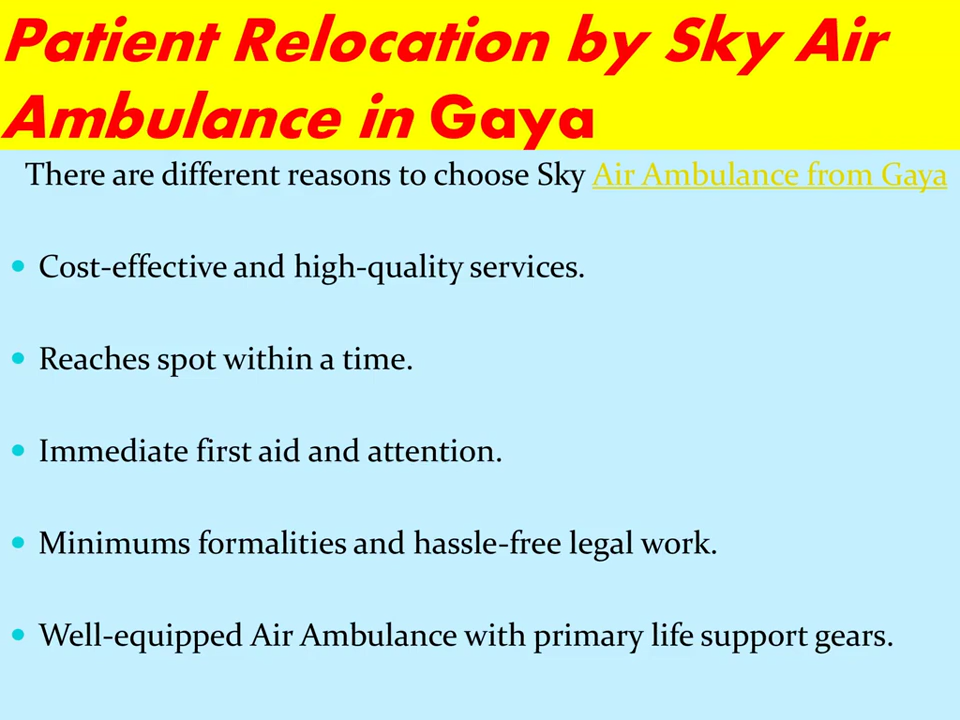 Patient Relocation by Sky Air
Ambulance in Gaya
There are different reasons to choose Sky Air Ambulance from Gaya
Cost-effective and high-quality services.
Reaches spot within a time.
Immediate first aid and attention.
Minimums formalities and hassle-free legal work.
Well-equipped Air Ambulance with primary life support gears.